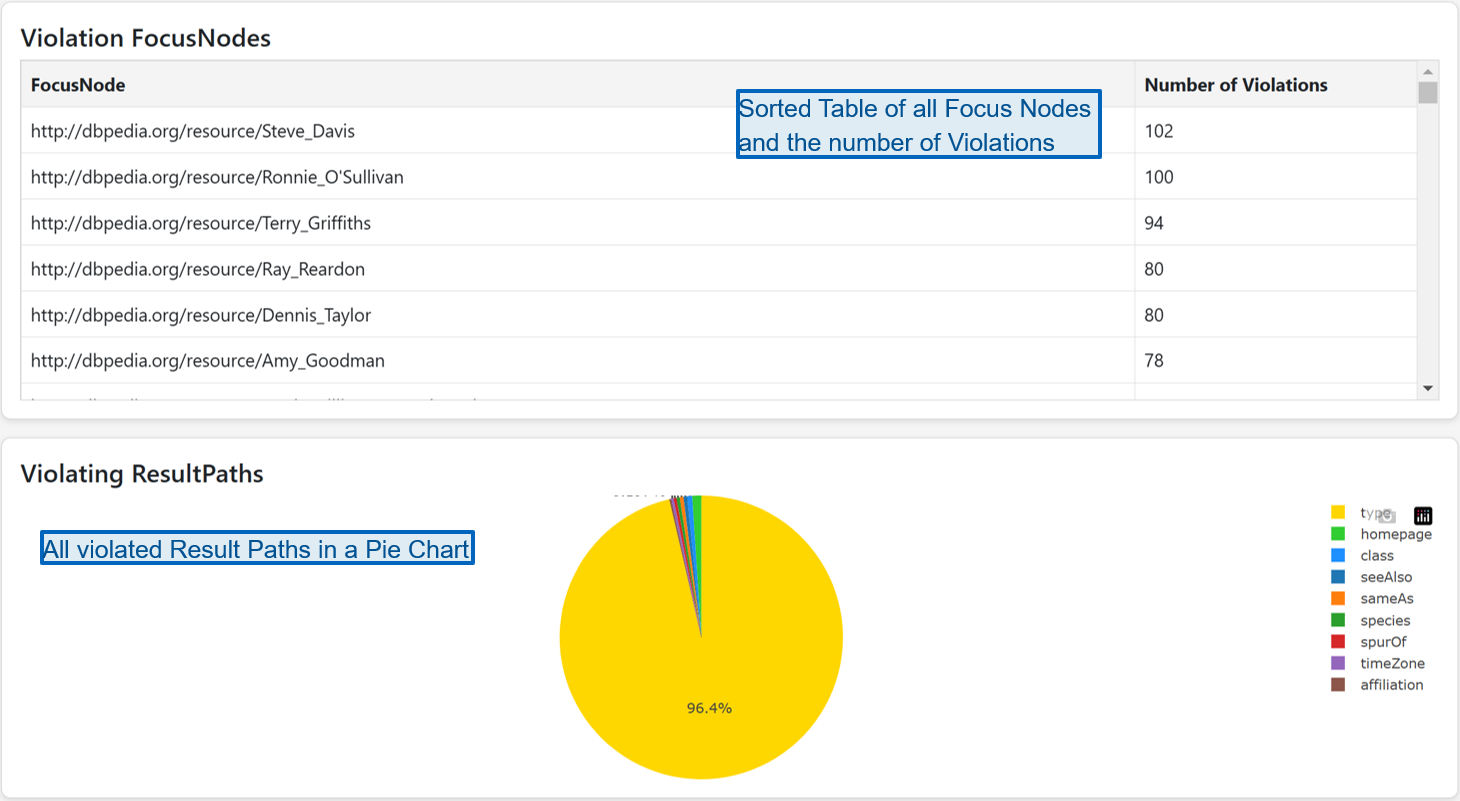 Violation FocusNodes
FocusNode Number of Violations
Sorted Table of all Focus Nodes
and the number of Violations
http://dbpedia.org/resource/Steve_Davis 102
http://dbpedia.org/resource/Ronnie_O'Sullivan 100
http://dbpedia.org/resource/Terry_Griffiths 94
http://dbpedia.org/resource/Ray_Reardon 80
http://dbpedia.org/resource/Dennis_Taylor 80
http://dbpedia.org/resource/Amy_Goodman 78
Violating ResultPaths
All violated Result Paths in a Pie Chart
96.4%
type
homepage
class
seeAlso
sameAs
species
spurOf
timeZone
affiliation